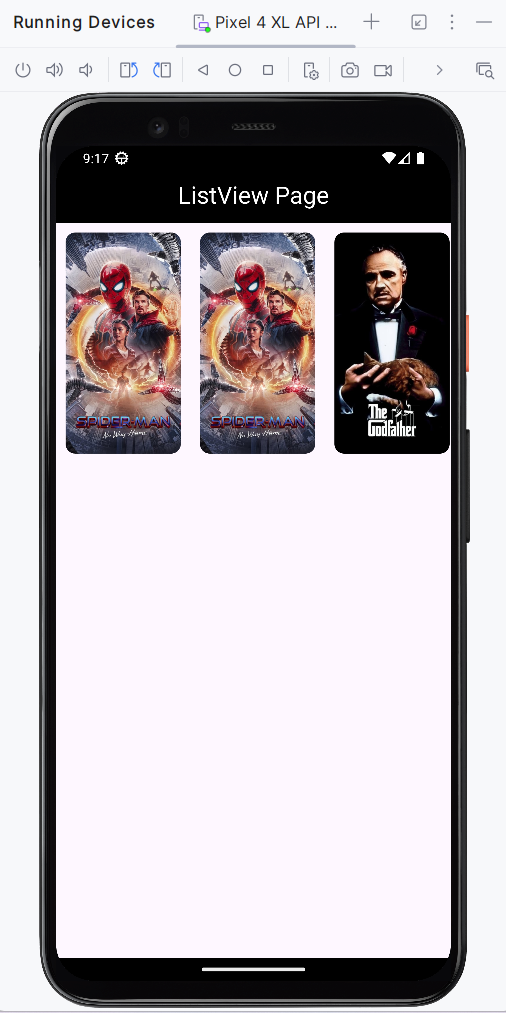 Running Devices
Pixel 4 XL API ...
9:17
ListView Page
SPIDER-MAN
No Way Home
SPIDER-MAN
No Way Home
The
Godfather